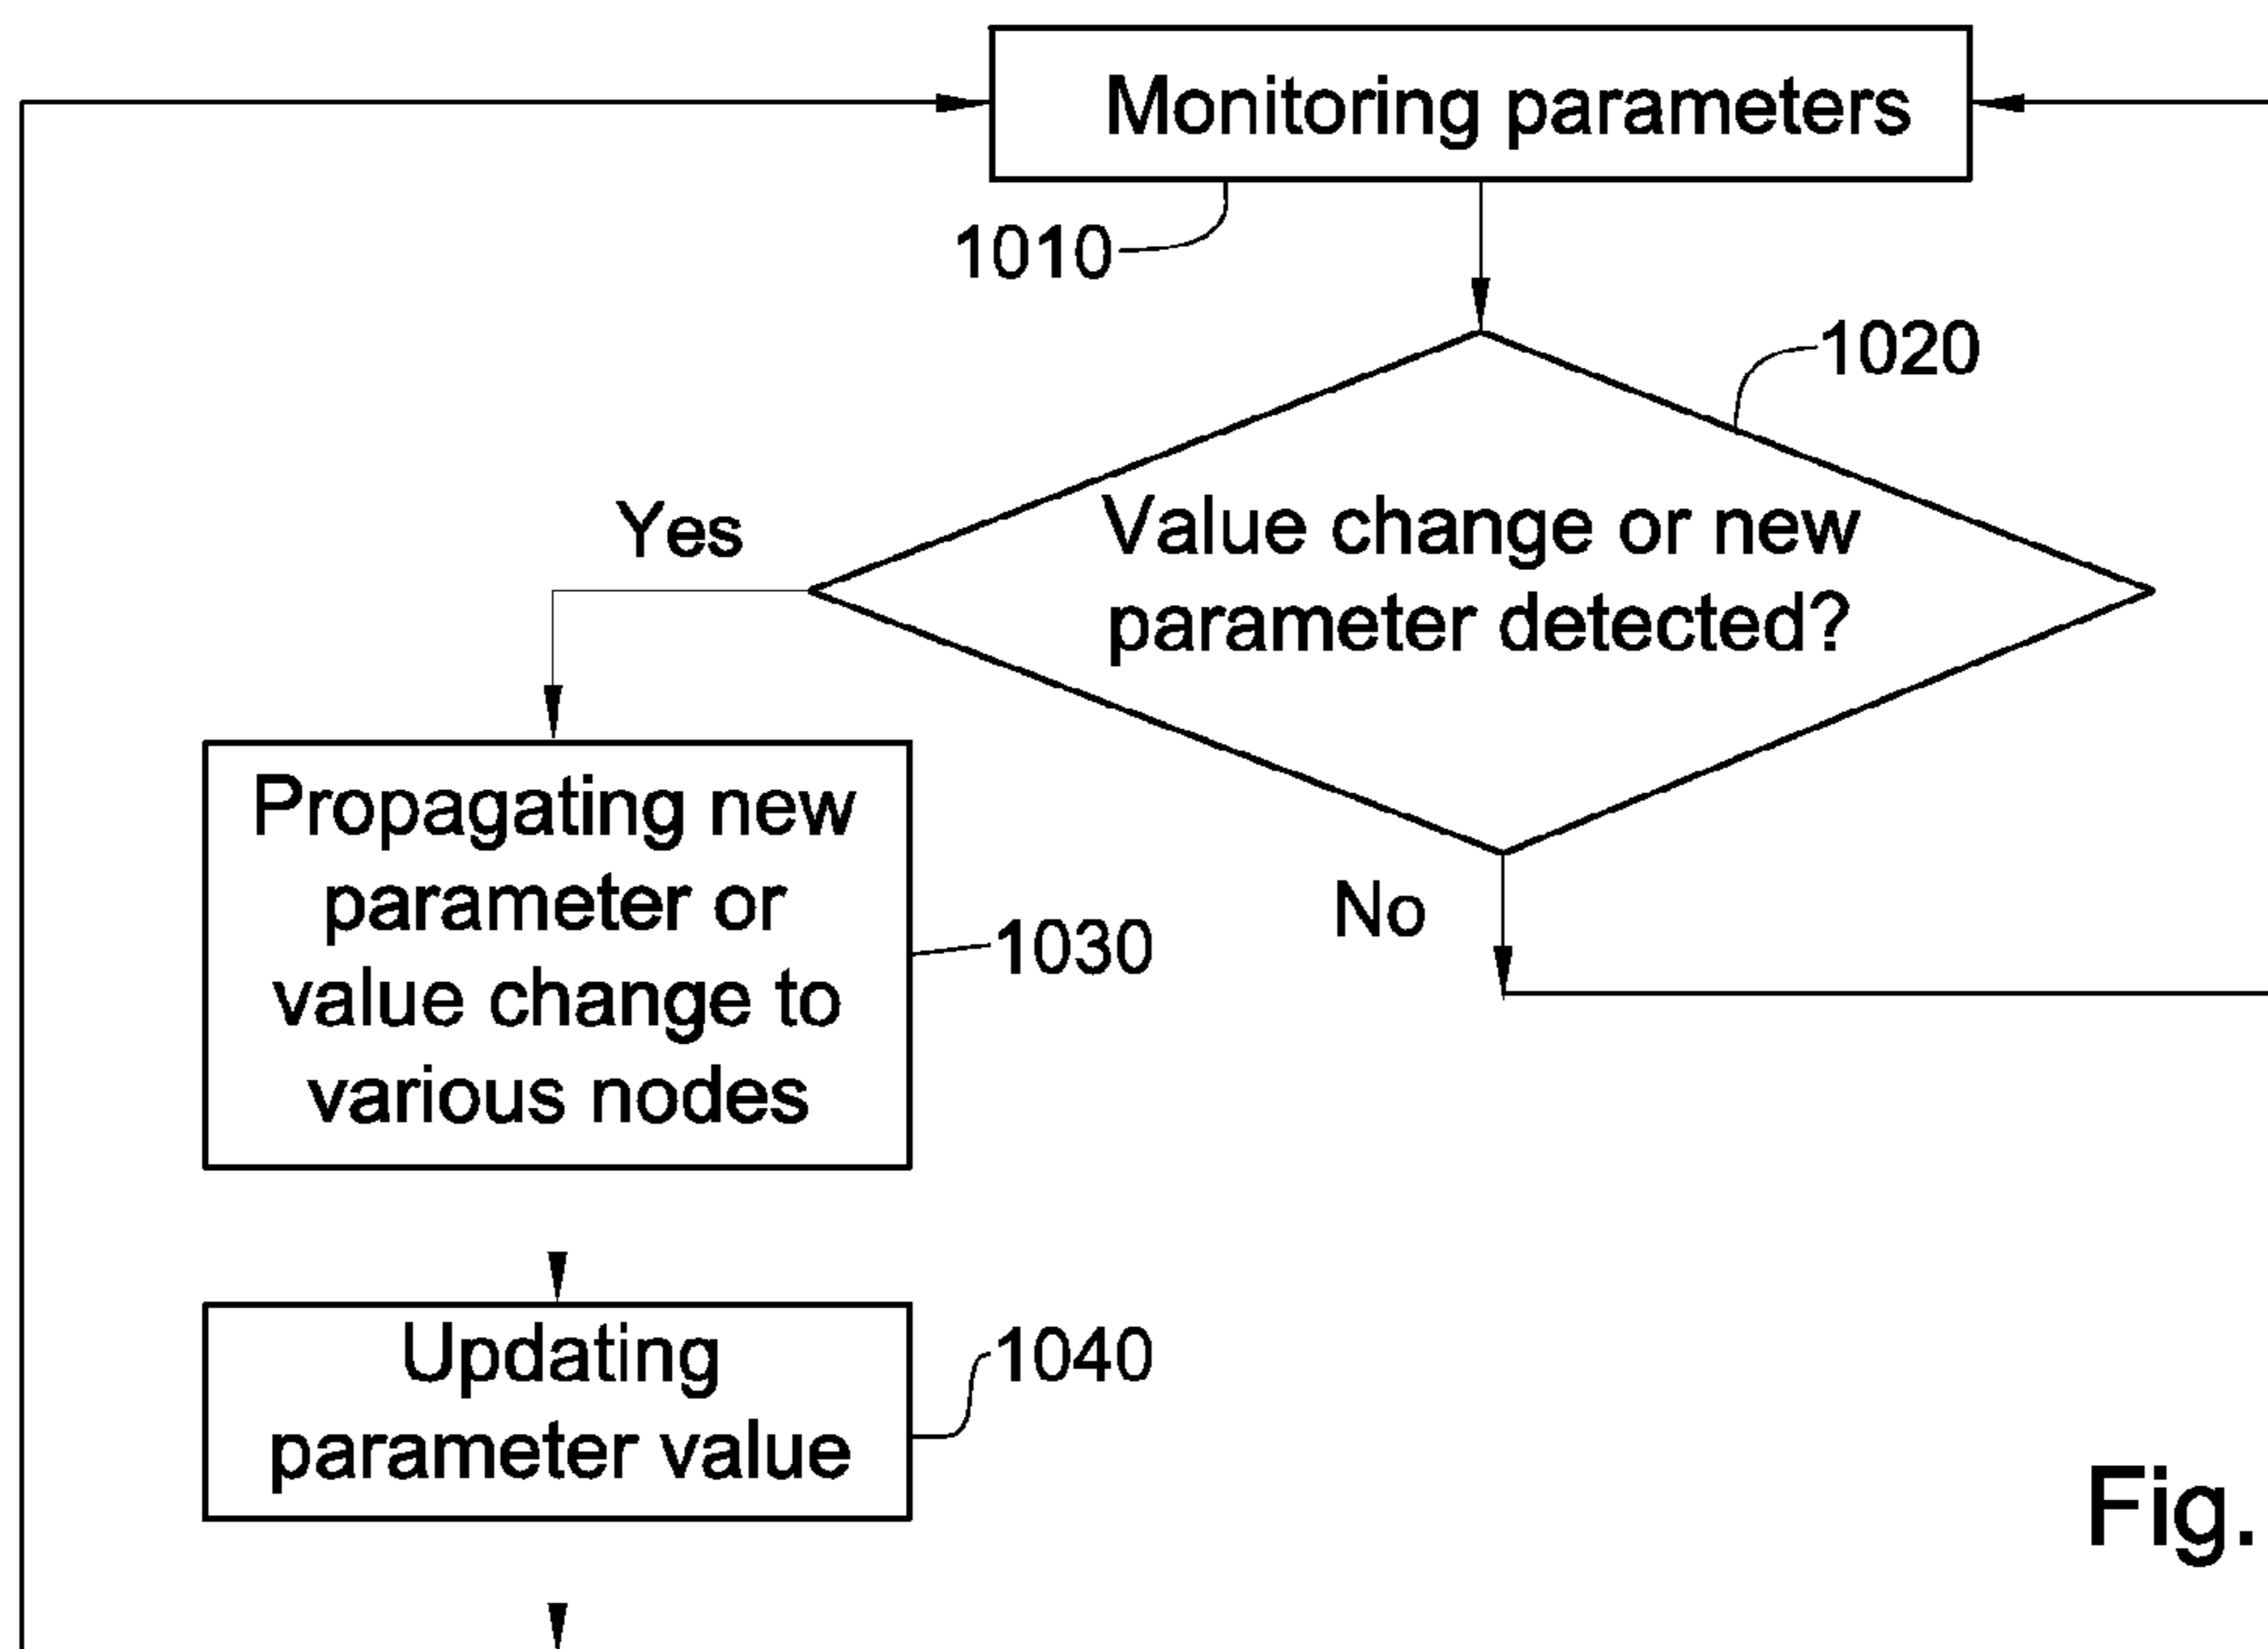 Monitoring parameters
1010
1020
Value change or new
parameter detected?
Yes
No
Propagating new
parameter or
value change to
various nodes
1030
Updating
parameter value
1040
Fig.